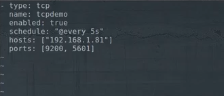 - type: tcp
  name: tcpdemo
  enabled: true
  schedule: "@every 5s"
  hosts: ["192.168.1.81"]
  ports: [9200, 5601]
~
~
~
~